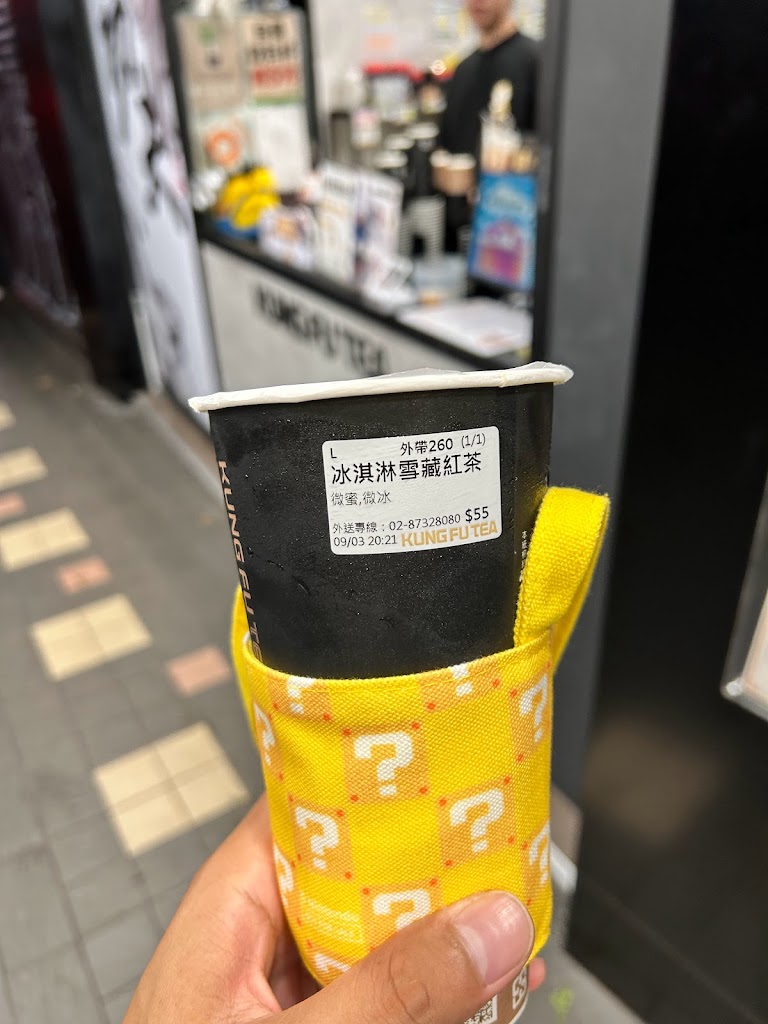 KUNG FU TEA
L 外帶260 (1/1)
冰淇淋雪藏紅茶
微蜜,微冰
外送專線：02-87328080 $55
09/03 20:21 KUNG FU TEA
KUNG FU TE
? ? ?
? ?
? ? ?
? ?